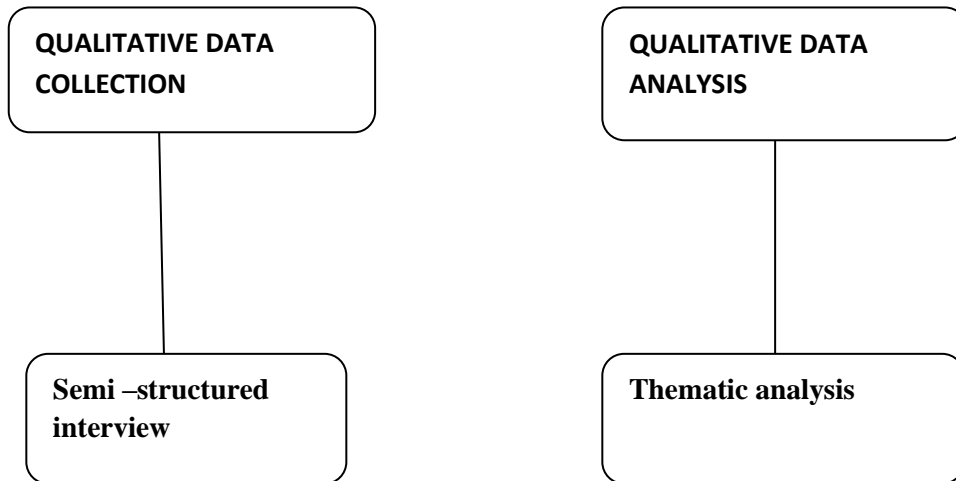 QUALITATIVE DATA
COLLECTION
QUALITATIVE DATA
ANALYSIS
Semi –structured
interview
Thematic analysis